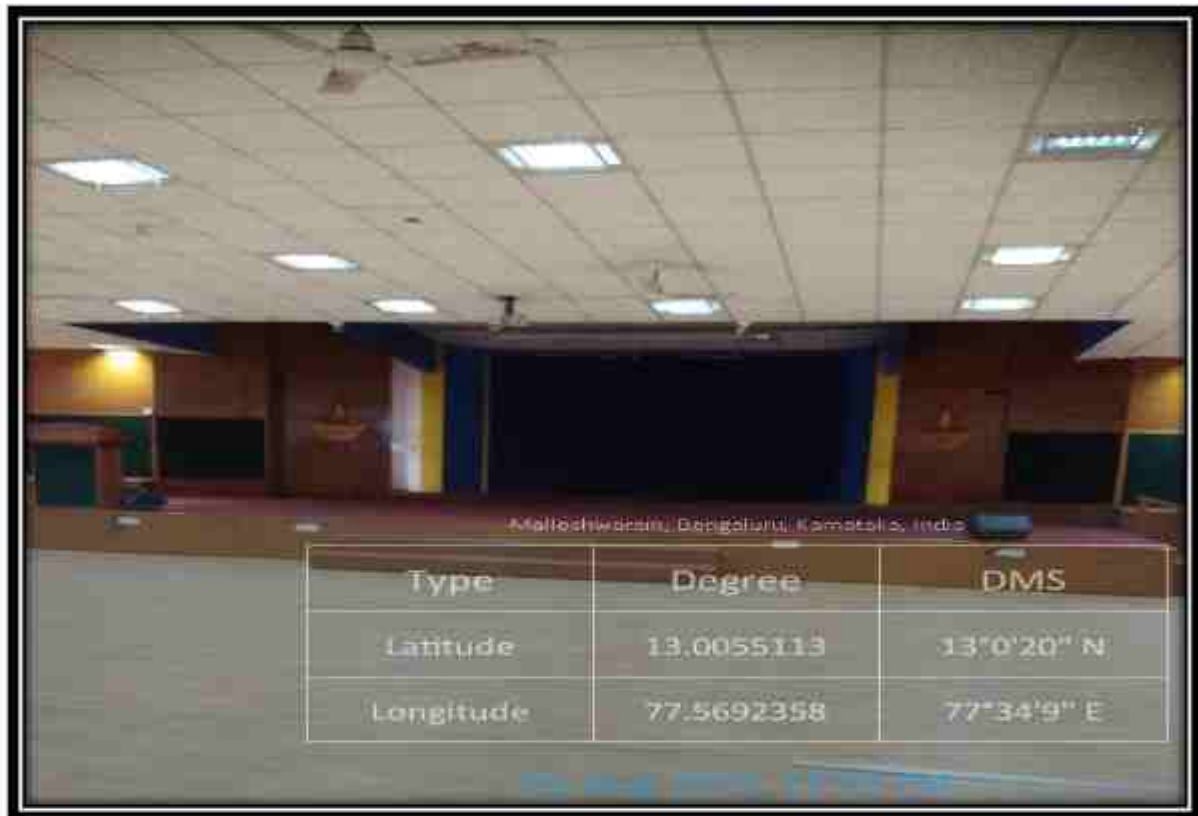 Malleshwaram, Bengaluru, Karnataka, India
Type Degree DMS
Latitude 13.0055113 13°0'20" N
Longitude 77.5692358 77°34'9" E